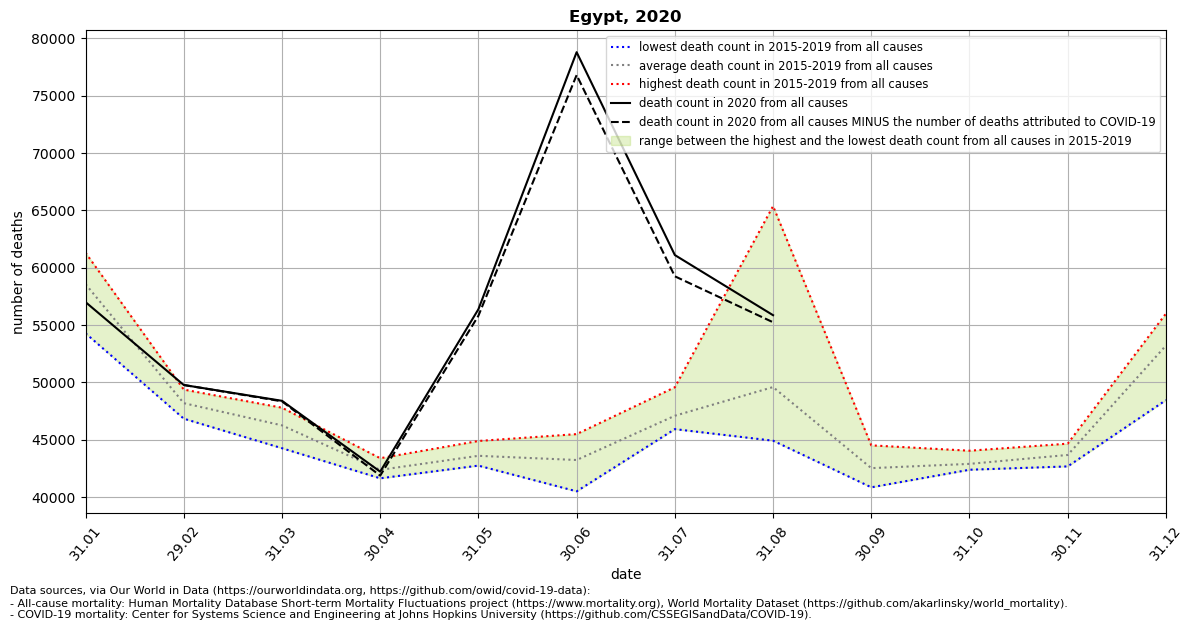 Egypt, 2020
80000
75000
70000
65000
60000
55000
50000
45000
40000
number of deaths
lowest death count in 2015-2019 from all causes
average death count in 2015-2019 from all causes
highest death count in 2015-2019 from all causes
death count in 2020 from all causes
death count in 2020 from all causes MINUS the number of deaths attributed to COVID-19
range between the highest and the lowest death count from all causes in 2015-2019
31.01
29.02
31.03
30.04
31.05
30.06
31.07
31.08
30.09
31.10
30.11
31.12
date
Data sources, via Our World in Data (https://ourworldindata.org, https://github.com/owid/covid-19-data):
- All-cause mortality: Human Mortality Database Short-term Mortality Fluctuations project (https://www.mortality.org), World Mortality Dataset (https://github.com/akarlinsky/world_mortality).
- COVID-19 mortality: Center for Systems Science and Engineering at Johns Hopkins University (https://github.com/CSSEGISandData/COVID-19).